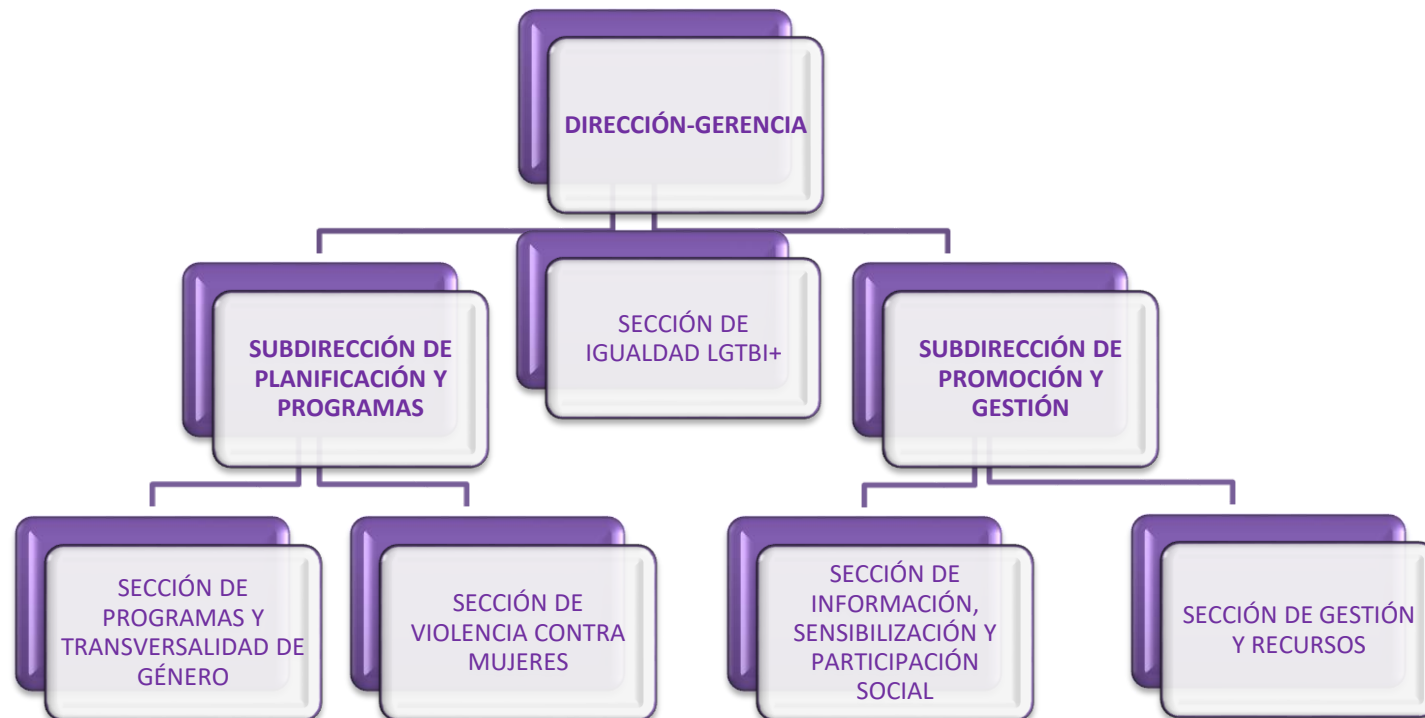 DIRECCIÓN-GERENCIA
SUBDIRECCIÓN DE
PLANIFICACIÓN Y
PROGRAMAS
SECCIÓN DE
IGUALDAD LGTBI+
SUBDIRECCIÓN DE
PROMOCIÓN Y
GESTIÓN
SECCIÓN DE
PROGRAMAS Y
TRANSVERSALIDAD DE
GÉNERO
SECCIÓN DE
VIOLENCIA CONTRA
MUJERES
SECCIÓN DE
INFORMACIÓN,
SENSIBILIZACIÓN Y
PARTICIPACIÓN
SOCIAL
SECCIÓN DE GESTIÓN
Y RECURSOS